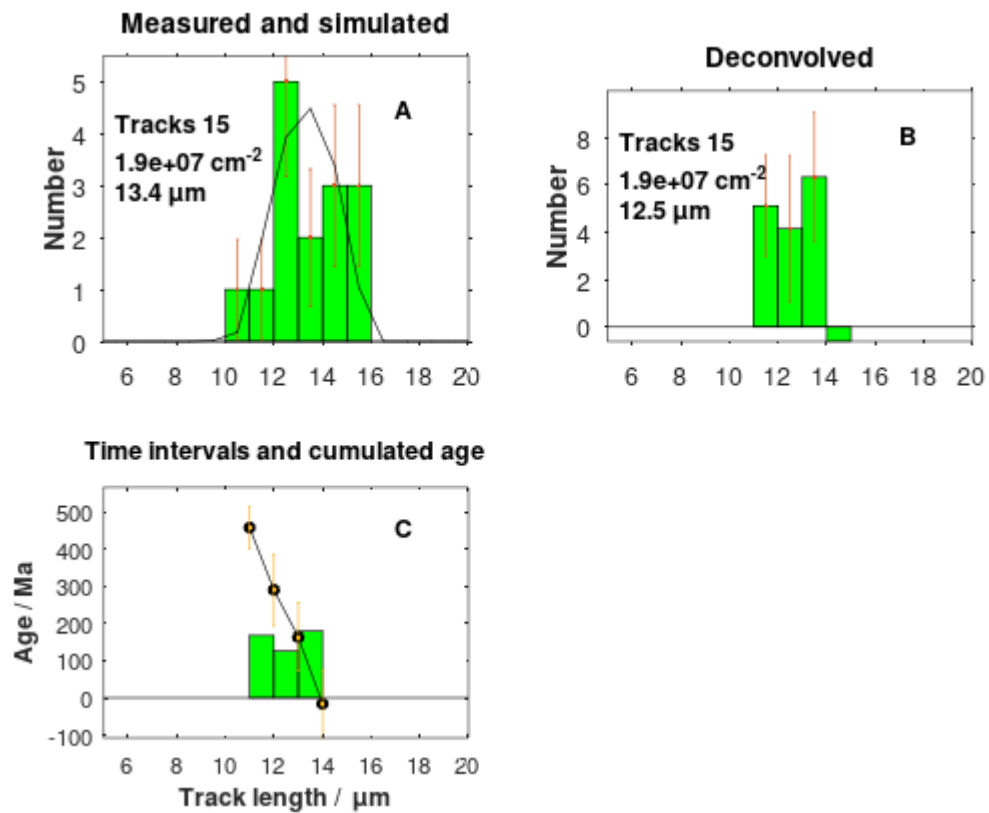 Measured and simulated
A
Tracks 15
1.9e+07 cm-2
13.4 µm
Number
5
4
3
2
1
0
6 8 10 12 14 16 18 20
Deconvolved
B
Tracks 15
1.9e+07 cm-2
12.5 µm
Number
8
6
4
2
0
6 8 10 12 14 16 18 20
Time intervals and cumulated age
C
Age / Ma
500
400
300
200
100
0
-100
6 8 10 12 14 16 18 20
Track length / µm